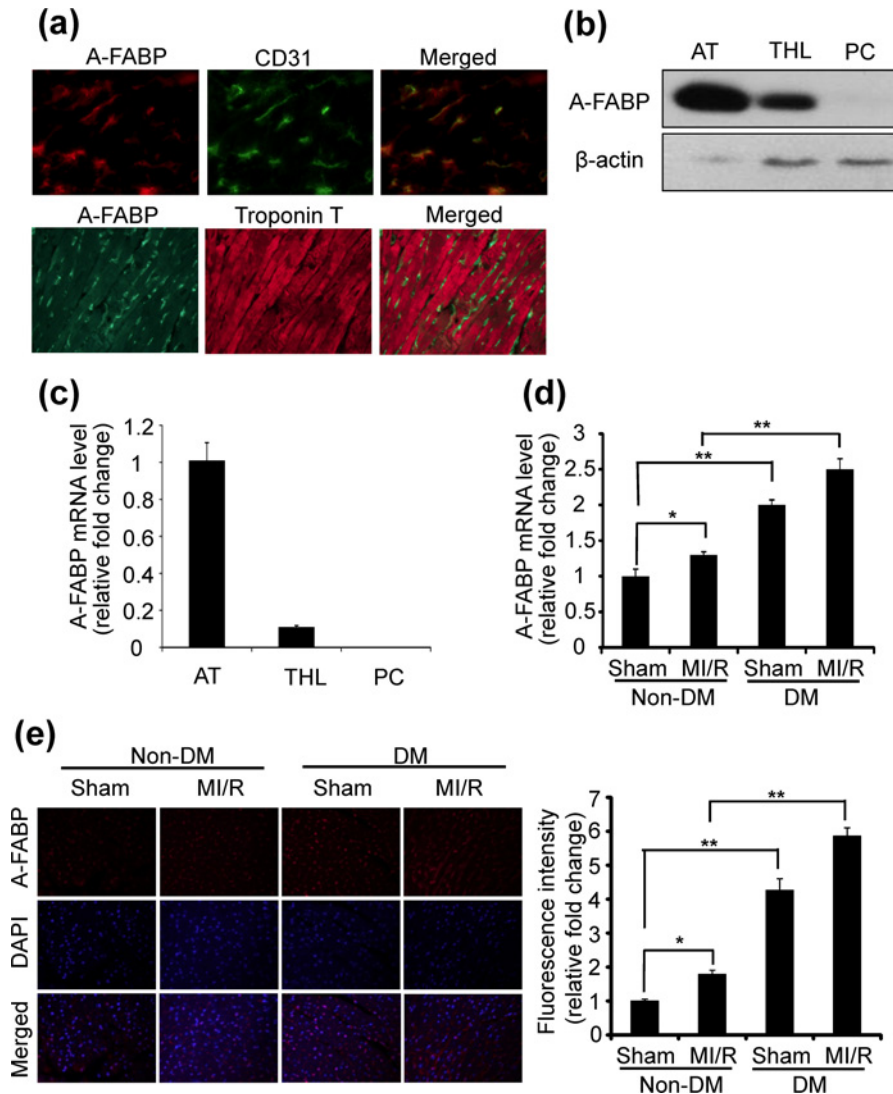 (a)
A-FABP CD31 Merged
A-FABP Troponin T Merged
(b)
AT THL PC
A-FABP
β-actin
(c)
A-FABP mRNA level
(relative fold change)
1.2
1
0.8
0.6
0.4
0.2
0
AT THL PC
(d)
A-FABP mRNA level
(relative fold change)
3
2.5
2
1.5
1
0.5
0
**
**
*
Sham MI/R Sham MI/R
Non-DM DM
(e)
Non-DM DM
Sham MI/R Sham MI/R
A-FABP
DAPI
Merged
Fluorescence intensity
(relative fold change)
7
6
5
4
2
1
0
**
**
*
Sham MI/R Sham MI/R
Non-DM DM